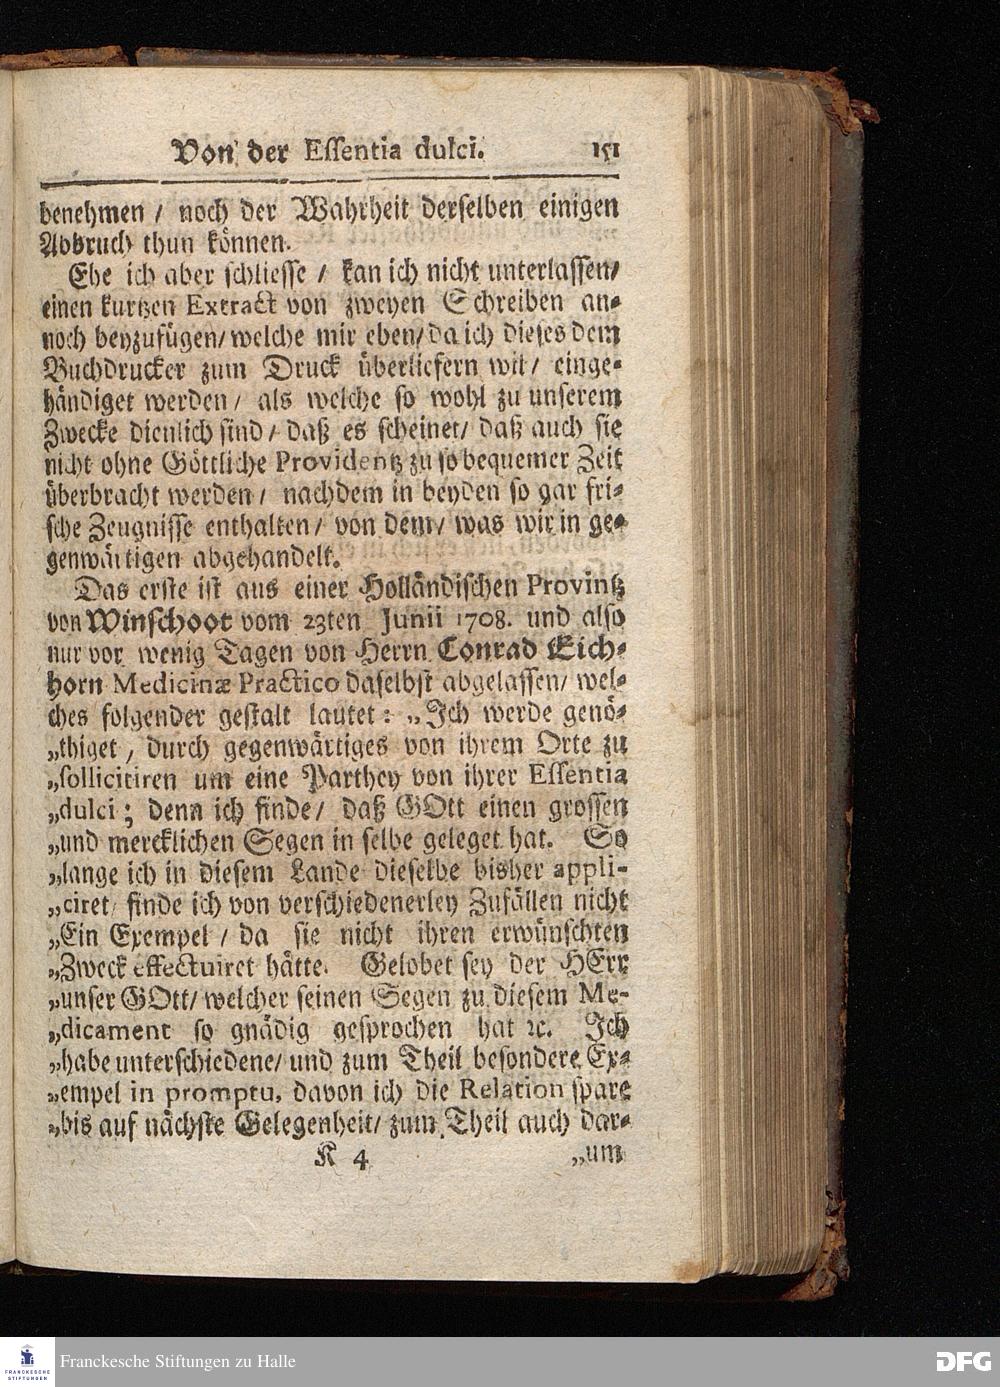 Von der Essentia dulci. 151
benehmen / noch der Wahrheit derselben einigen
Abbruch thun können.
Ehe ich aber schliesse / kan ich nicht unterlassen/
einen kurtzen Extract von zweyen Schreiben an-
noch beyzufügen/ welche mir eben/ da ich dieses dem
Buchdrucker zum Druck überliefern wil/ einge-
händiget werden/ als welche so wohl zu unserem
Zwecke dienlich sind/ daß es scheinet/ daß auch sie
nicht ohne Göttliche Providentz zu so bequemer Zeit
überbracht werden/ nachdem in beyden so gar fri-
sche Zeugnisse enthalten/ von dem/ was wir in ge-
genwärtigen abgehandelt.
Das erste ist aus einer Holländischen Provintz
von Winschoot vom 23ten Junii 1708. und also
nur vor wenig Tagen von Herrn Conrad Eich-
horn Medicinæ Practico daselbst abgelassen/ wel-
ches folgender gestalt lautet: „Ich werde genö-
„thiget, durch gegenwärtiges von ihrem Orte zu
„sollicitiren um eine Parthey von ihrer Essentia
„dulci; denn ich finde/ daß GOtt einen grossen
„und mercklichen Segen in selbe geleget hat. So
„lange ich in diesem Lande dieselbe bisher appli-
„ciret/ finde ich von verschiedenerley Zufällen nicht
„Ein Exempel / da sie nicht ihren erwünschten
„Zweck effectuiret hätte. Gelobet sey der HErr
„unser GOtt/ welcher seinen Segen zu diesem Me-
„dicament so gnädig gesprochen hat ꝛc. Ich
„habe unterschiedene/ und zum Theil besondere Ex-
„empel in promptu, davon ich die Relation spare
„bis auf nächste Gelegenheit/ zum Theil auch dar-
K 4 „um
FRANCKESCHE STIFTUNGEN
Franckesche Stiftungen zu Halle
DFG